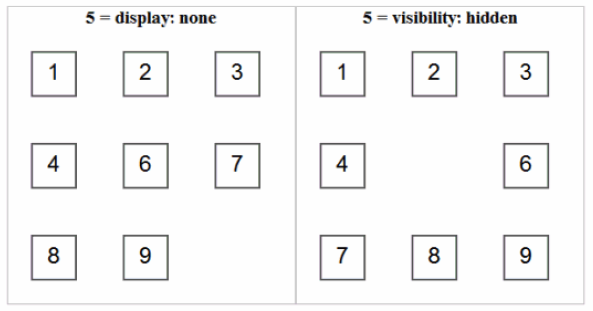 5 = display: none
1 2 3
4 6 7
8 9
5 = visibility: hidden
1 2 3
4 6
7 8 9